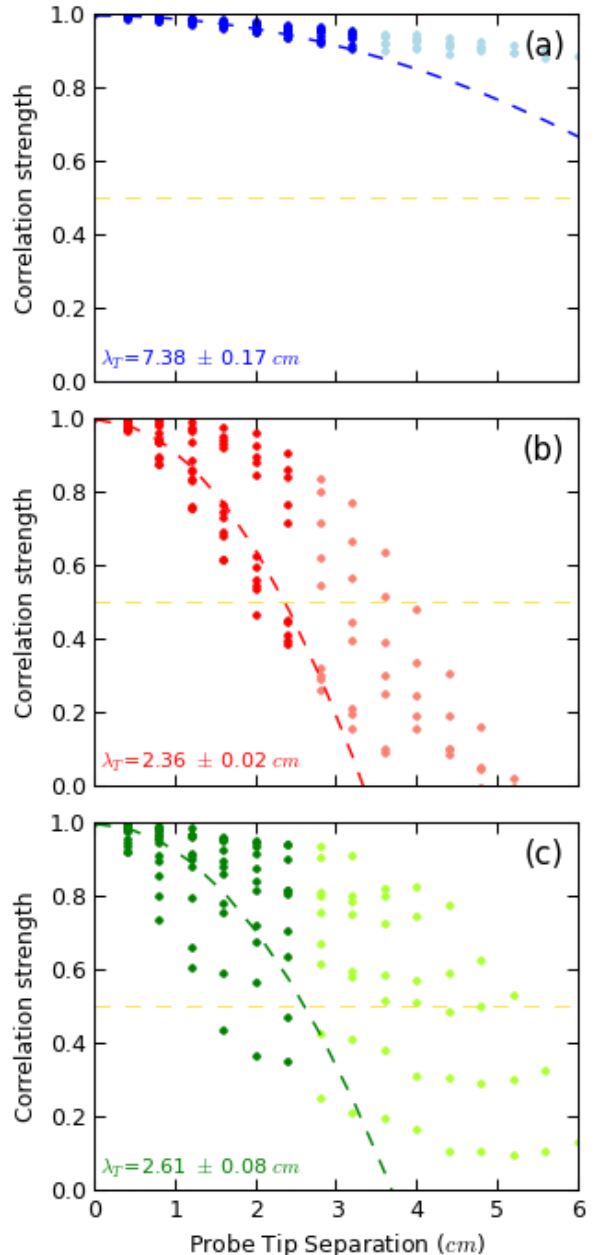 1.0
(a)
0.8
0.6
0.4
0.2
λT=7.38 ± 0.17 cm
0.0
Correlation strength
1.0
(b)
0.8
0.6
0.4
0.2
λT=2.36 ± 0.02 cm
0.0
Correlation strength
1.0
(c)
0.8
0.6
0.4
0.2
λT=2.61 ± 0.08 cm
0.0
Correlation strength
0 1 2 3 4 5 6
Probe Tip Separation (cm)